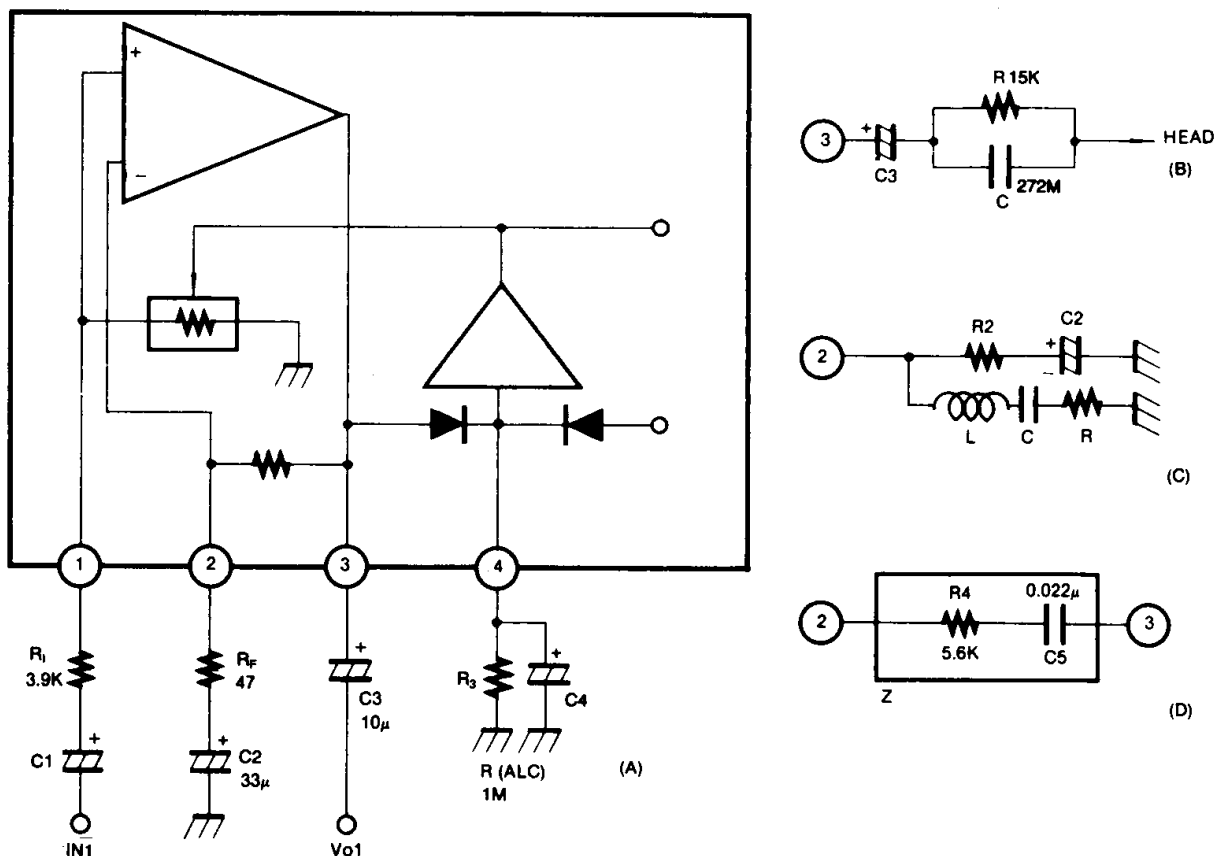 +
−
1
2
3
4
R₁
3.9K
+
C1
IN1
R_F
47
+
C2
33μ
+
C3
10μ
Vo1
R₃
+
C4
R (ALC)
1M
(A)
R 15K
3
+
C3
C
272M
HEAD
(B)
2
R2
C2
+
−
L
C
R
(C)
2
R4
5.6K
0.022μ
C5
3
Z
(D)